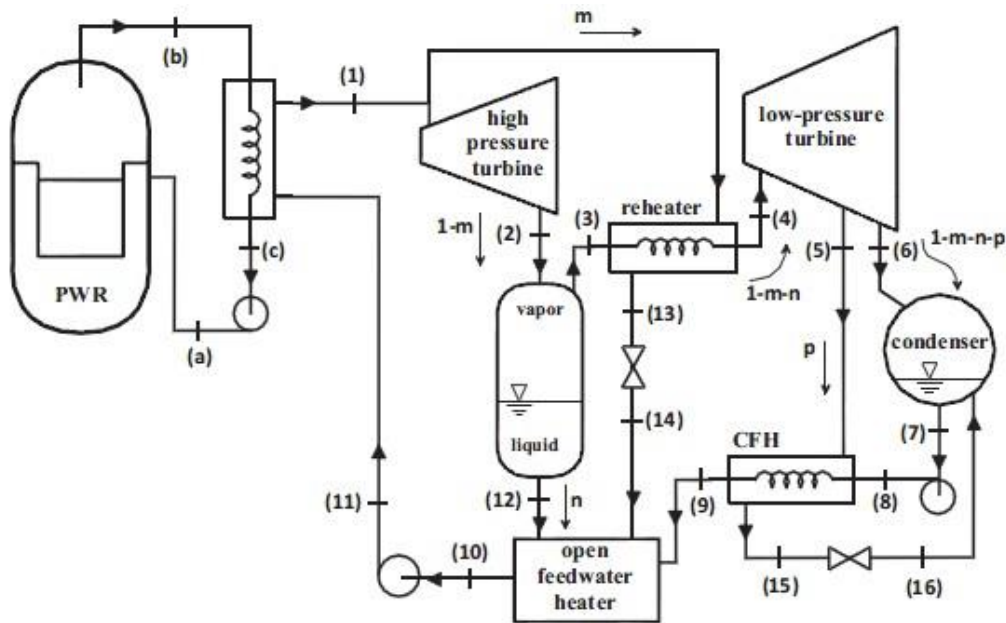 m
(b)
(1)
high
pressure
turbine
low-pressure
turbine
reheater
(3)
(4)
1-m
(2)
(c)
PWR
(a)
vapor
liquid
1-m-n
(5)
(6)
1-m-n-p
(13)
condenser
p
(14)
CFH
(7)
(12)
n
(9)
(8)
(11)
(10)
open
feedwater
heater
(15)
(16)